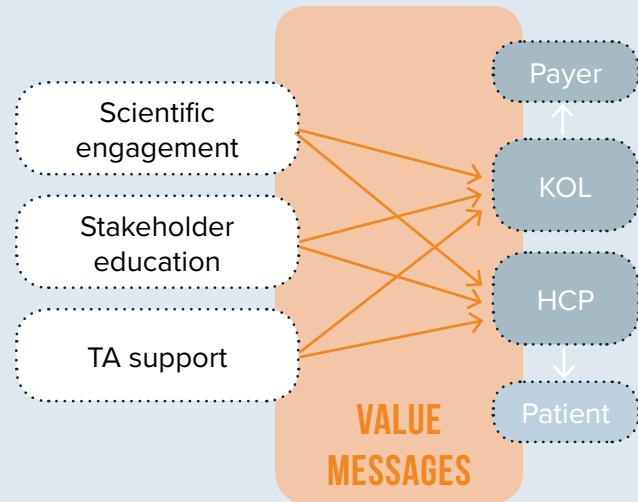 Scientific
engagement
Stakeholder
education
TA support
VALUE
MESSAGES
Payer
KOL
HCP
Patient